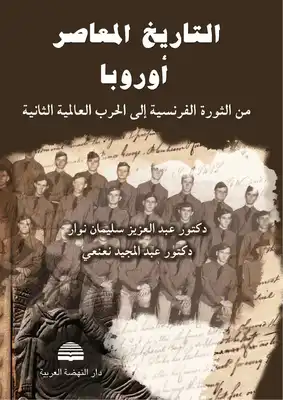 التاريخ المعاصر
أوروبا
من الثورة الفرنسية إلى الحرب العالمية الثانية
دكتور عبد العزيز سليمان نوار
دكتور عبد المجيد نعنعي
دار النهضة العربية